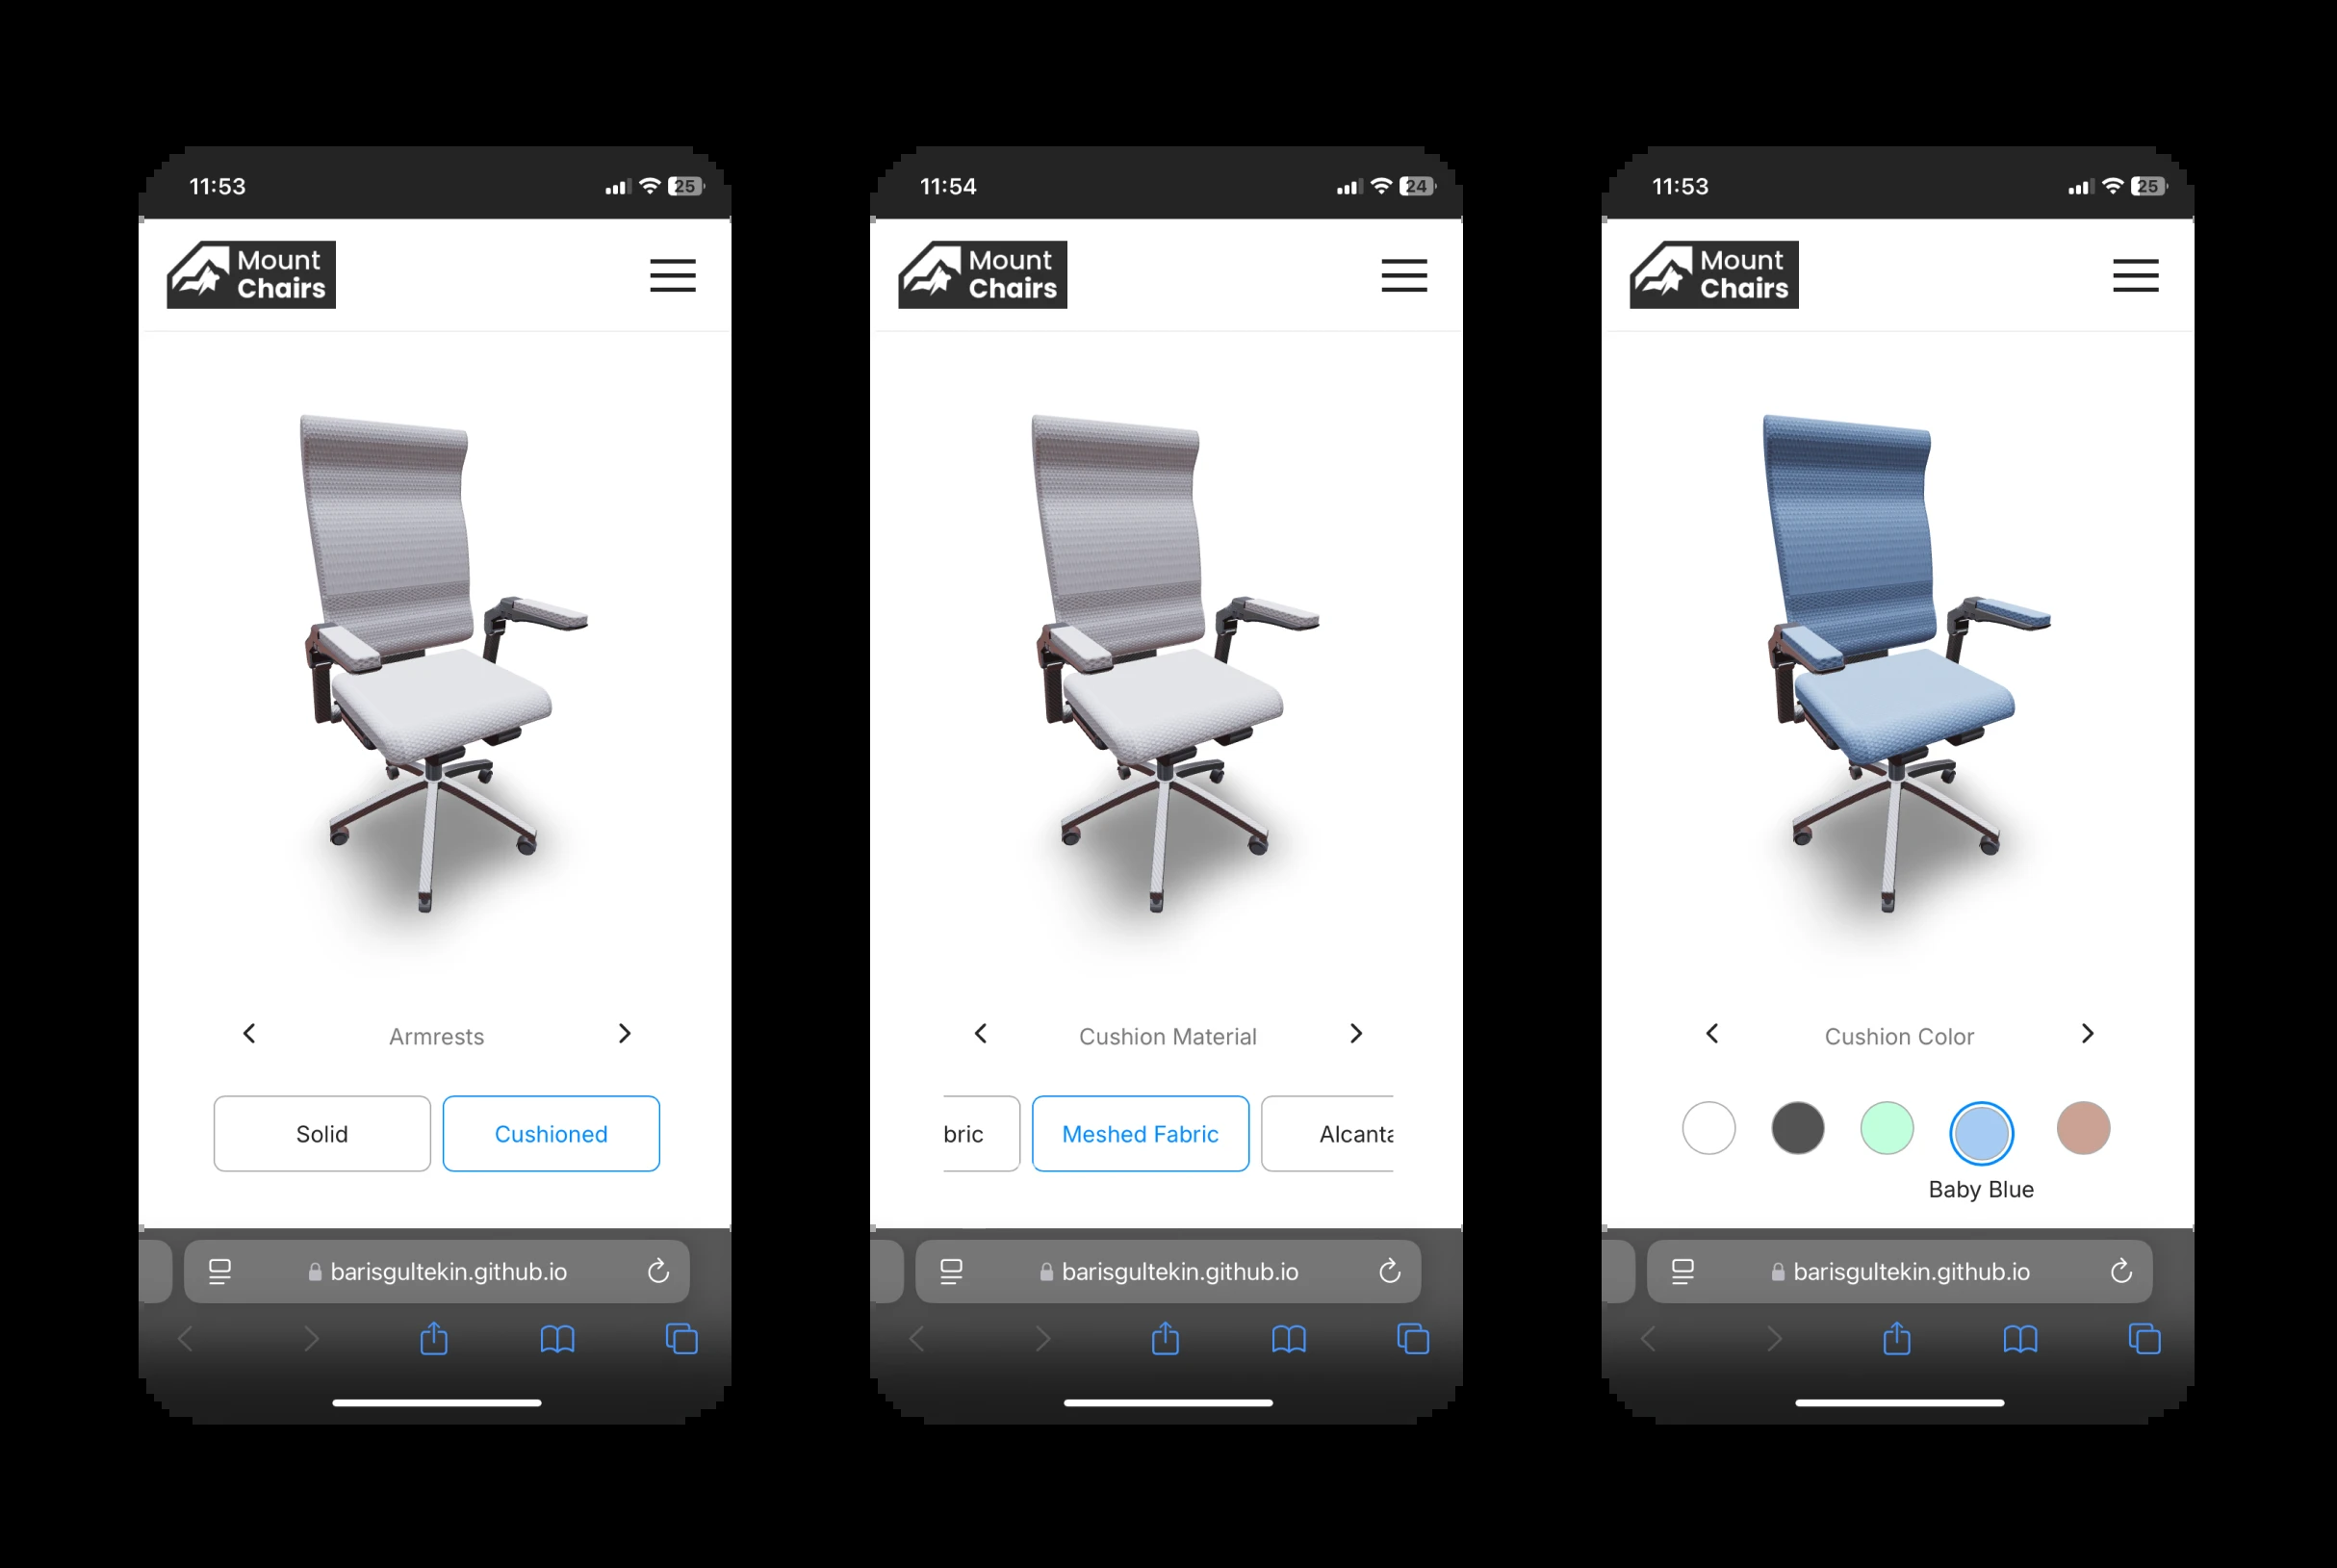 11:53
25
Mount
Chairs
Armrests
Solid
Cushioned
barisgultekin.github.io
11:54
24
Mount
Chairs
Cushion Material
bric
Meshed Fabric
Alcanta
barisgultekin.github.io
11:53
25
Mount
Chairs
Cushion Color
Baby Blue
barisgultekin.github.io